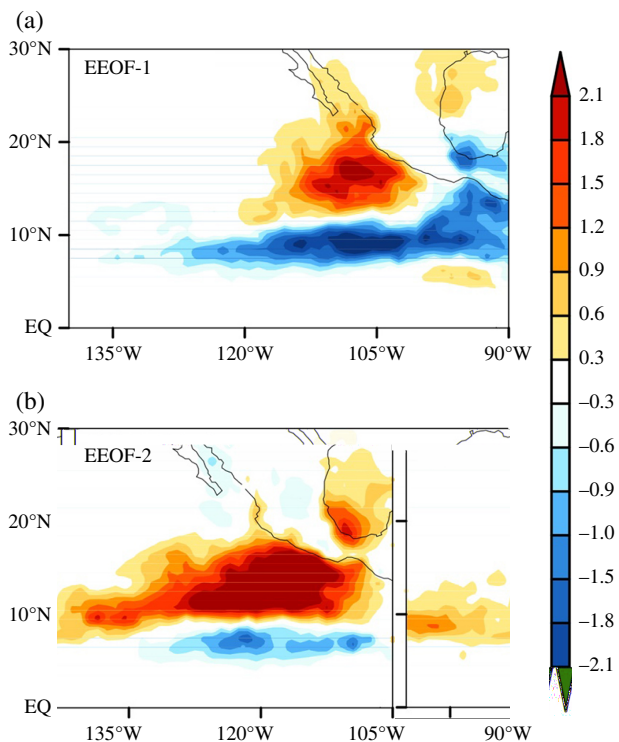 (a)
EEOF-1
30°N
20°N
10°N
EQ
135°W 120°W 105°W 90°W
(b)
EEOF-2
30°N
20°N
10°N
EQ
135°W 120°W 105°W 90°W
2.1
1.8
1.5
1.2
0.9
0.6
0.3
–0.3
–0.6
–0.9
–1.0
–1.5
–1.8
–2.1